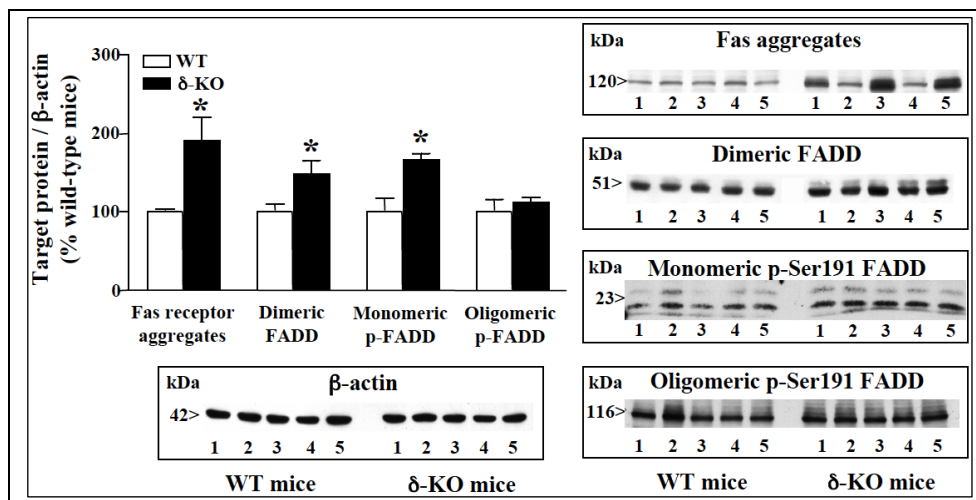 Target protein / β-actin
(% wild-type mice)
300
200
100
0
WT
δ-KO
*
*
*
Fas receptor
aggregates
Dimeric
FADD
Monomeric
p-FADD
Oligomeric
p-FADD
kDa
β-actin
42>
1 2 3 4 5 1 2 3 4 5
WT mice
δ-KO mice
kDa
Fas aggregates
120>
1 2 3 4 5 1 2 3 4 5
Dimeric FADD
51>
1 2 3 4 5 1 2 3 4 5
kDa
Monomeric p-Ser191 FADD
23>
1 2 3 4 5 1 2 3 4 5
kDa
Oligomeric p-Ser191 FADD
116>
1 2 3 4 5 1 2 3 4 5
WT mice
δ-KO mice